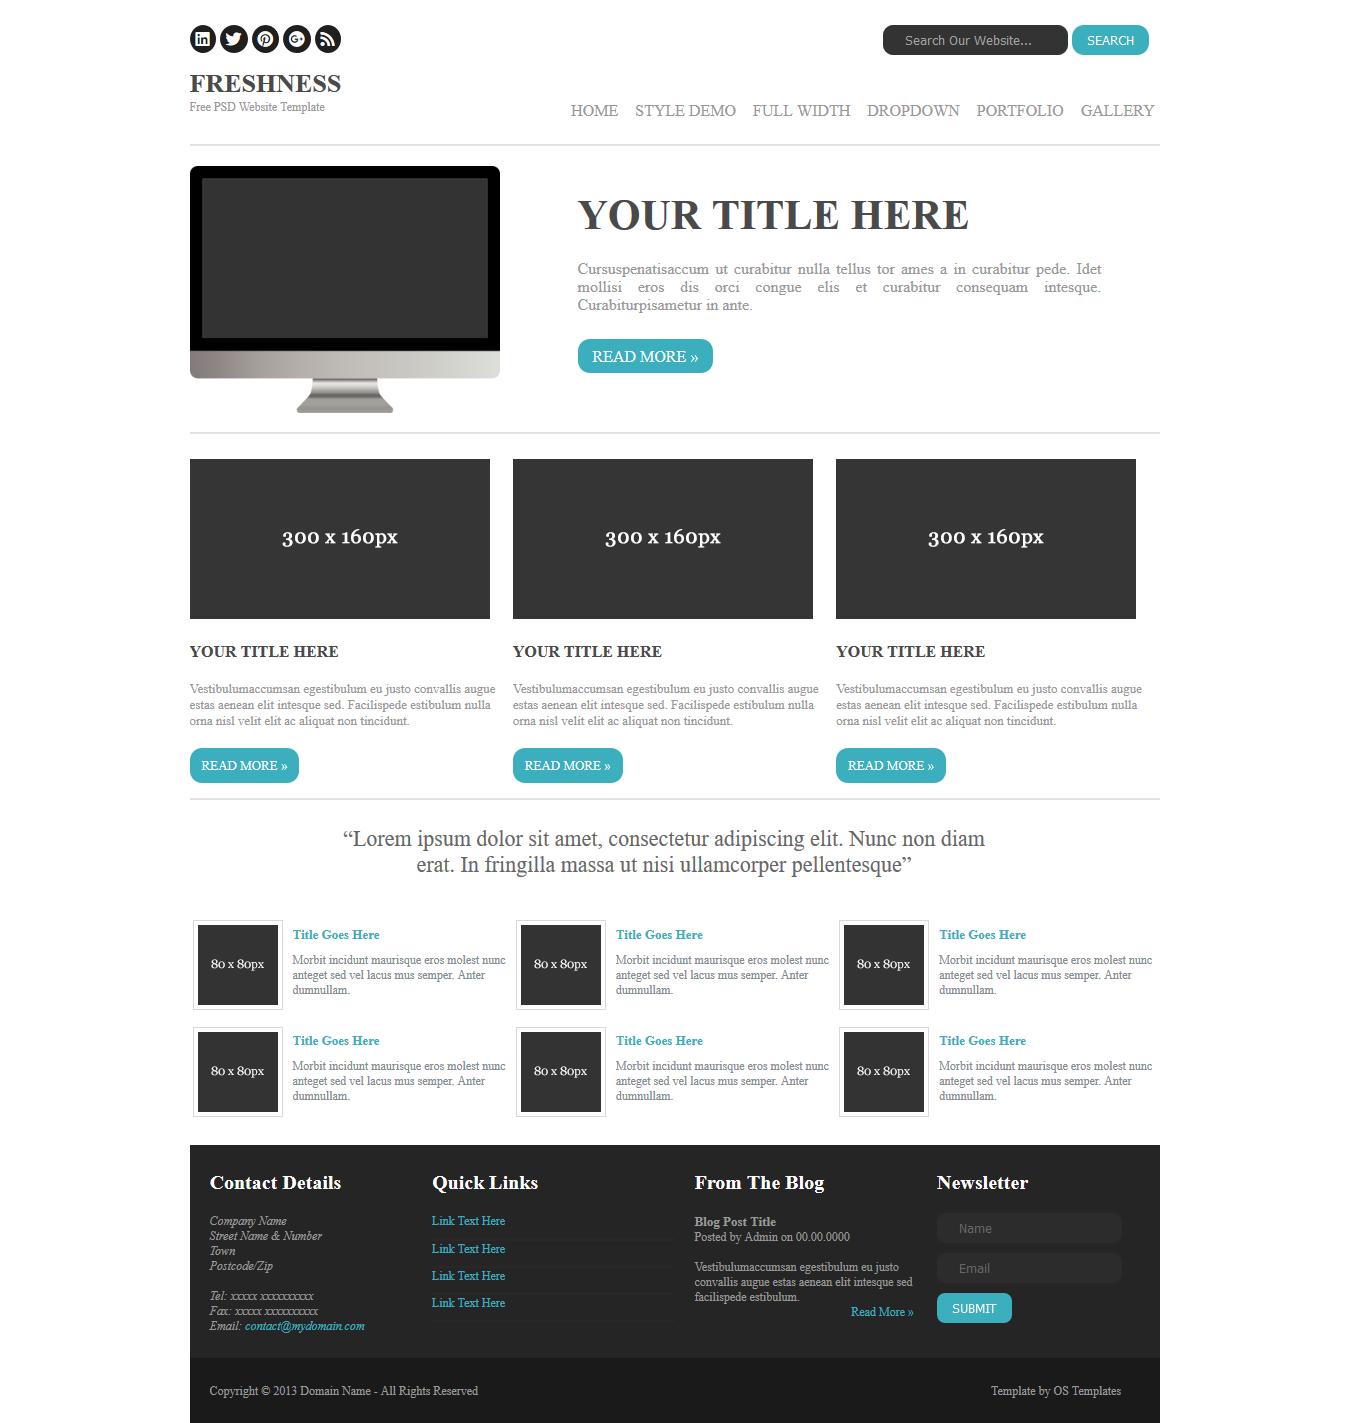 Search Our Website...
SEARCH
FRESHNESS
Free PSD Website Template
HOME STYLE DEMO FULL WIDTH DROPDOWN PORTFOLIO GALLERY
YOUR TITLE HERE
Cursuspenatisaccum ut curabitur nulla tellus tor ames a in curabitur pede. Idet
mollisi eros dis orci congue elis et curabitur consequam intesque.
Curabiturpisametur in ante.
READ MORE »
300 x 160px
YOUR TITLE HERE
Vestibulumaccumsan egestibulum eu justo convallis augue
estas aenean elit intesque sed. Facilispede estibulum nulla
orna nisl velit elit ac aliquat non tincidunt.
READ MORE »
300 x 160px
YOUR TITLE HERE
Vestibulumaccumsan egestibulum eu justo convallis augue
estas aenean elit intesque sed. Facilispede estibulum nulla
orna nisl velit elit ac aliquat non tincidunt.
READ MORE »
300 x 160px
YOUR TITLE HERE
Vestibulumaccumsan egestibulum eu justo convallis augue
estas aenean elit intesque sed. Facilispede estibulum nulla
orna nisl velit elit ac aliquat non tincidunt.
READ MORE »
“Lorem ipsum dolor sit amet, consectetur adipiscing elit. Nunc non diam
erat. In fringilla massa ut nisi ullamcorper pellentesque”
80 x 80px
Title Goes Here
Morbit incidunt maurisque eros molest nunc
anteget sed vel lacus mus semper. Anter
dumnullam.
80 x 80px
Title Goes Here
Morbit incidunt maurisque eros molest nunc
anteget sed vel lacus mus semper. Anter
dumnullam.
80 x 80px
Title Goes Here
Morbit incidunt maurisque eros molest nunc
anteget sed vel lacus mus semper. Anter
dumnullam.
80 x 80px
Title Goes Here
Morbit incidunt maurisque eros molest nunc
anteget sed vel lacus mus semper. Anter
dumnullam.
80 x 80px
Title Goes Here
Morbit incidunt maurisque eros molest nunc
anteget sed vel lacus mus semper. Anter
dumnullam.
80 x 80px
Title Goes Here
Morbit incidunt maurisque eros molest nunc
anteget sed vel lacus mus semper. Anter
dumnullam.
Contact Details
Company Name
Street Name & Number
Town
Postcode/Zip
Tel: xxxxx xxxxxxxxxx
Fax: xxxxx xxxxxxxxxx
Email: contact@mydomain.com
Quick Links
Link Text Here
Link Text Here
Link Text Here
Link Text Here
From The Blog
Blog Post Title
Posted by Admin on 00.00.0000
Vestibulumaccumsan egestibulum eu justo
convallis augue estas aenean elit intesque sed
facilispede estibulum.
Read More »
Newsletter
Name
Email
SUBMIT
Copyright © 2013 Domain Name - All Rights Reserved
Template by OS Templates